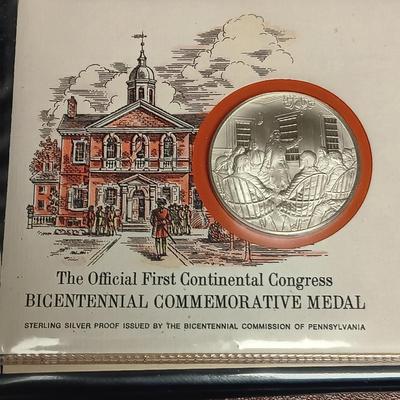 The Official First Continental Congress
BICENTENNIAL COMMEMORATIVE MEDAL
STERLING SILVER PROOF ISSUED BY THE BICENTENNIAL COMMISSION OF PENNSYLVANIA